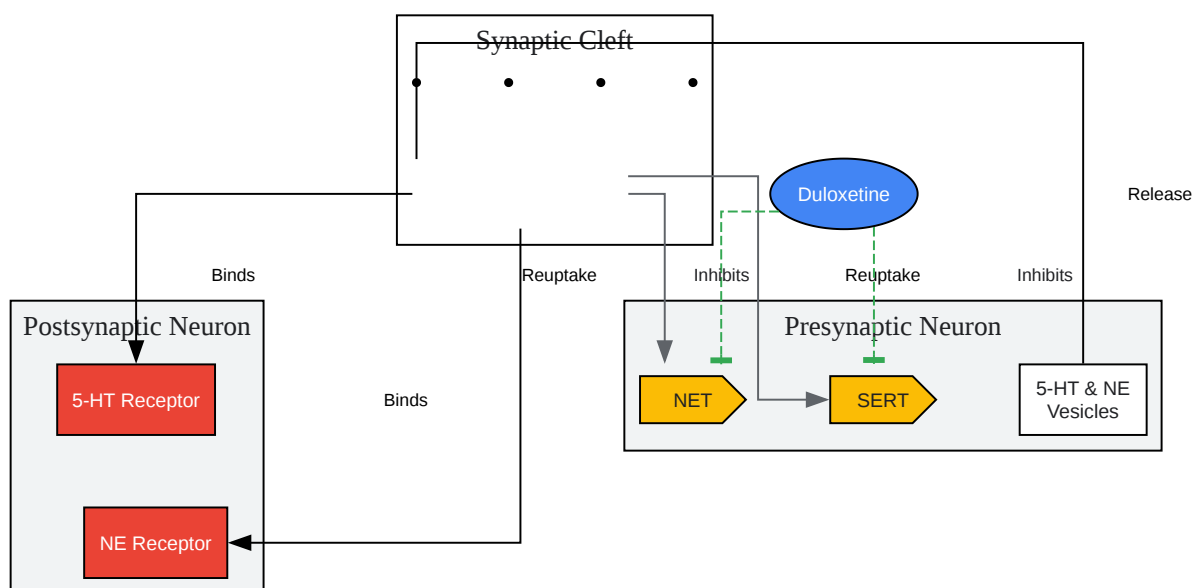 Synaptic Cleft
Duloxetine
Release
Binds
Reuptake
Inhibits
Reuptake
Inhibits
Postsynaptic Neuron
Presynaptic Neuron
5-HT Receptor
Binds
NET
SERT
5-HT & NE
Vesicles
NE Receptor